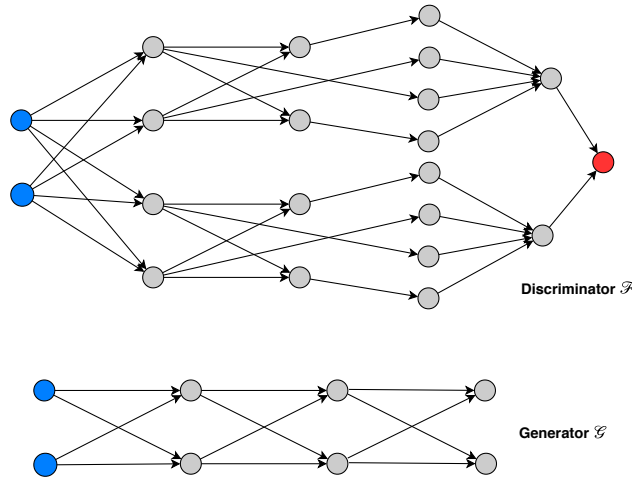 Discriminator ℱ
Generator 𝒢